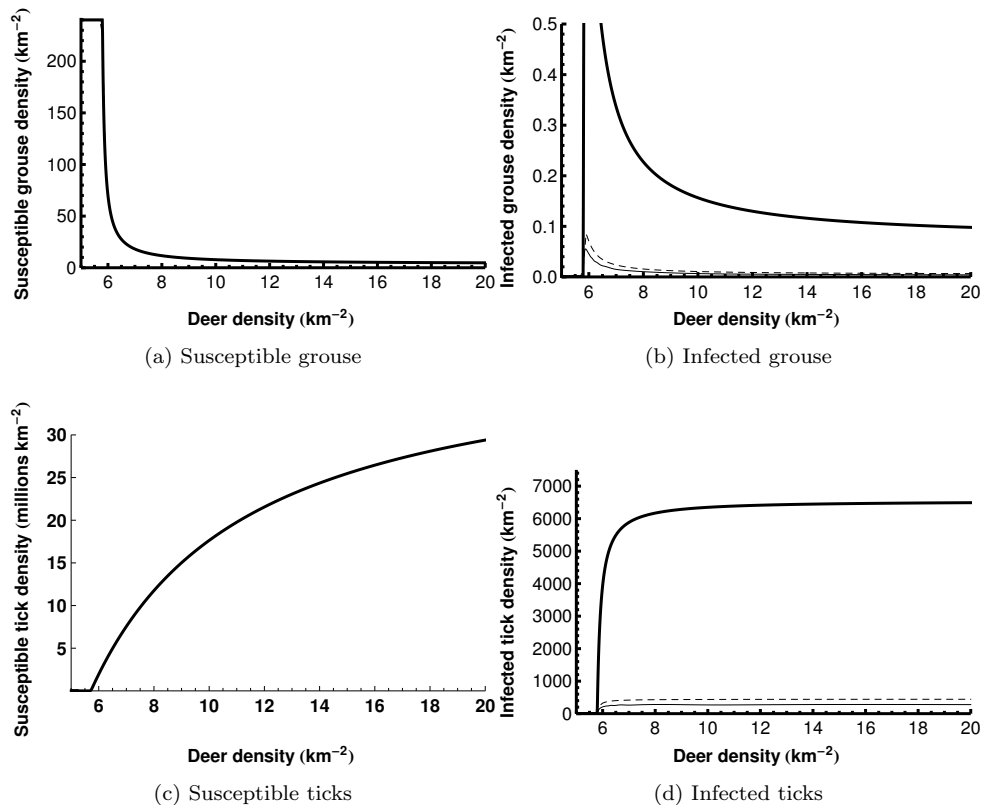 Susceptible grouse density (km⁻²)
200
150
100
50
0
6 8 10 12 14 16 18 20
Deer density (km⁻²)
(a) Susceptible grouse
Infected grouse density (km⁻²)
0.5
0.4
0.3
0.2
0.1
0.0
6 8 10 12 14 16 18 20
Deer density (km⁻²)
(b) Infected grouse
Susceptible tick density (millions km⁻²)
30
25
20
15
10
5
6 8 10 12 14 16 18 20
Deer density (km⁻²)
(c) Susceptible ticks
Infected tick density (km⁻²)
7000
6000
5000
4000
3000
2000
1000
0
6 8 10 12 14 16 18 20
Deer density (km⁻²)
(d) Infected ticks